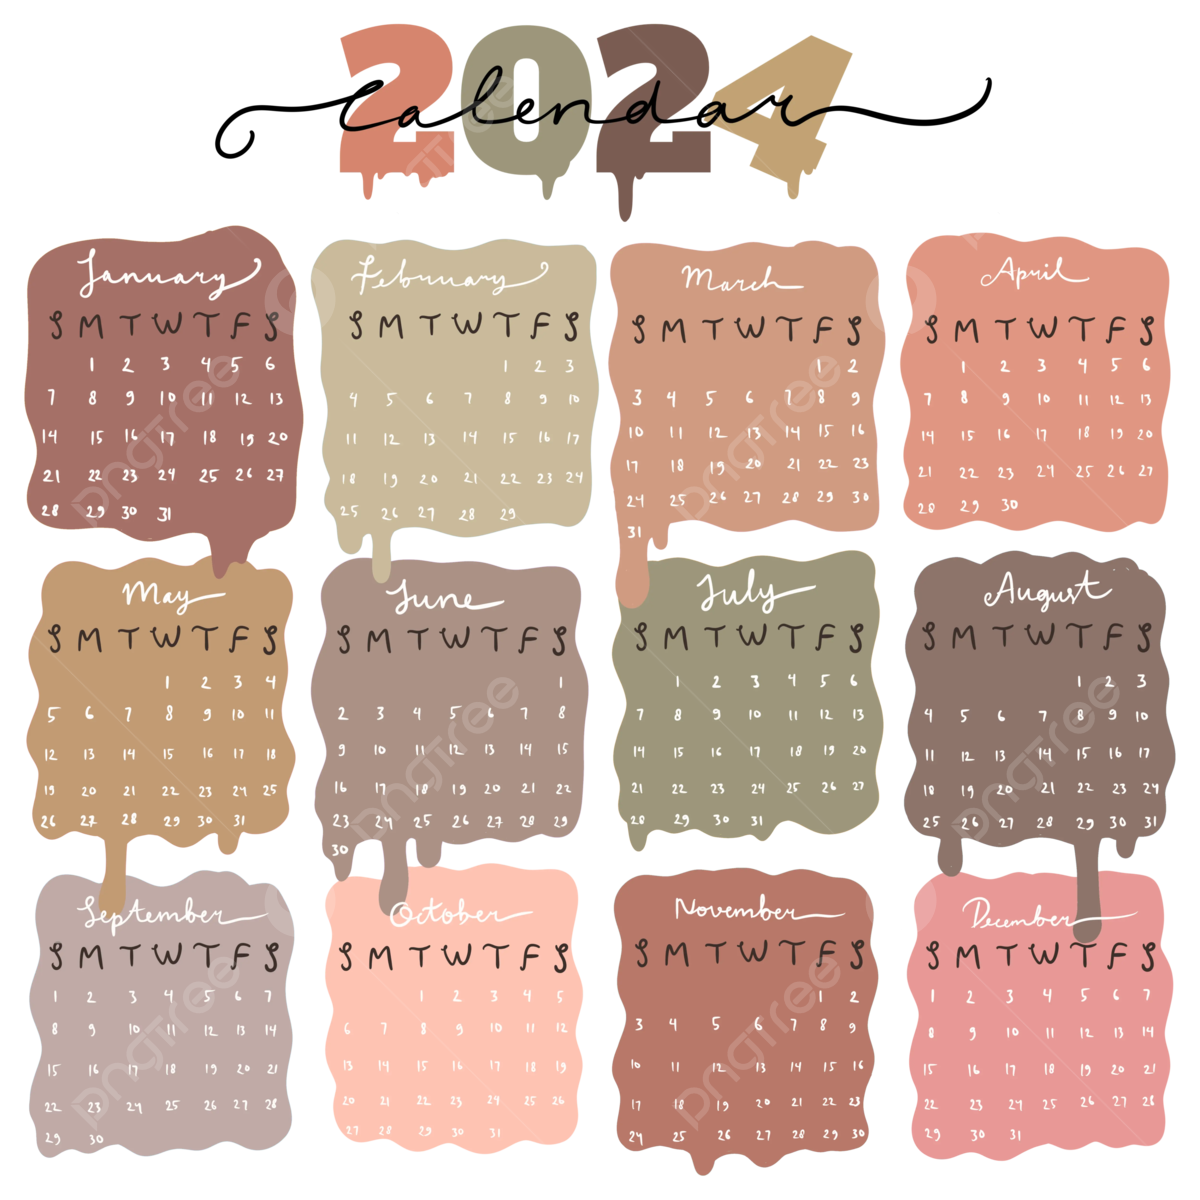 2024
Calendar
January
S M T W T F S
1 2 3 4 5 6
7 8 9 10 11 12 13
14 15 16 17 18 19 20
21 22 23 24 25 26 27
28 29 30 31
February
S M T W T F S
1 2 3
4 5 6 7 8 9 10
11 12 13 14 15 16 17
18 19 20 21 22 23 24
25 26 27 28 29
March
S M T W T F S
1 2
3 4 5 6 7 8 9
10 11 12 13 14 15 16
17 18 19 20 21 22 23
24 25 26 27 28 29 30
31
April
S M T W T F S
1 2 3 4 5 6
7 8 9 10 11 12 13
14 15 16 17 18 19 20
21 22 23 24 25 26 27
28 29 30
May
S M T W T F S
1 2 3 4
5 6 7 8 9 10 11
12 13 14 15 16 17 18
19 20 21 22 23 24 25
26 27 28 29 30 31
June
S M T W T F S
1
2 3 4 5 6 7 8
9 10 11 12 13 14 15
16 17 18 19 20 21 22
23 24 25 26 27 28 29
30
July
S M T W T F S
1 2 3 4 5 6
7 8 9 10 11 12 13
14 15 16 17 18 19 20
21 22 23 24 25 26 27
28 29 30 31
August
S M T W T F S
1 2 3
4 5 6 7 8 9 10
11 12 13 14 15 16 17
18 19 20 21 22 23 24
25 26 27 28 29 30 31
September
S M T W T F S
1 2 3 4 5 6 7
8 9 10 11 12 13 14
15 16 17 18 19 20 21
22 23 24 25 26 27 28
29 30
October
S M T W T F S
1 2 3 4 5
6 7 8 9 10 11 12
13 14 15 16 17 18 19
20 21 22 23 24 25 26
27 28 29 30 31
November
S M T W T F S
1 2
3 4 5 6 7 8 9
10 11 12 13 14 15 16
17 18 19 20 21 22 23
24 25 26 27 28 29 30
December
S M T W T F S
1 2 3 4 5 6 7
8 9 10 11 12 13 14
15 16 17 18 19 20 21
22 23 24 25 26 27 28
29 30 31
pngtree